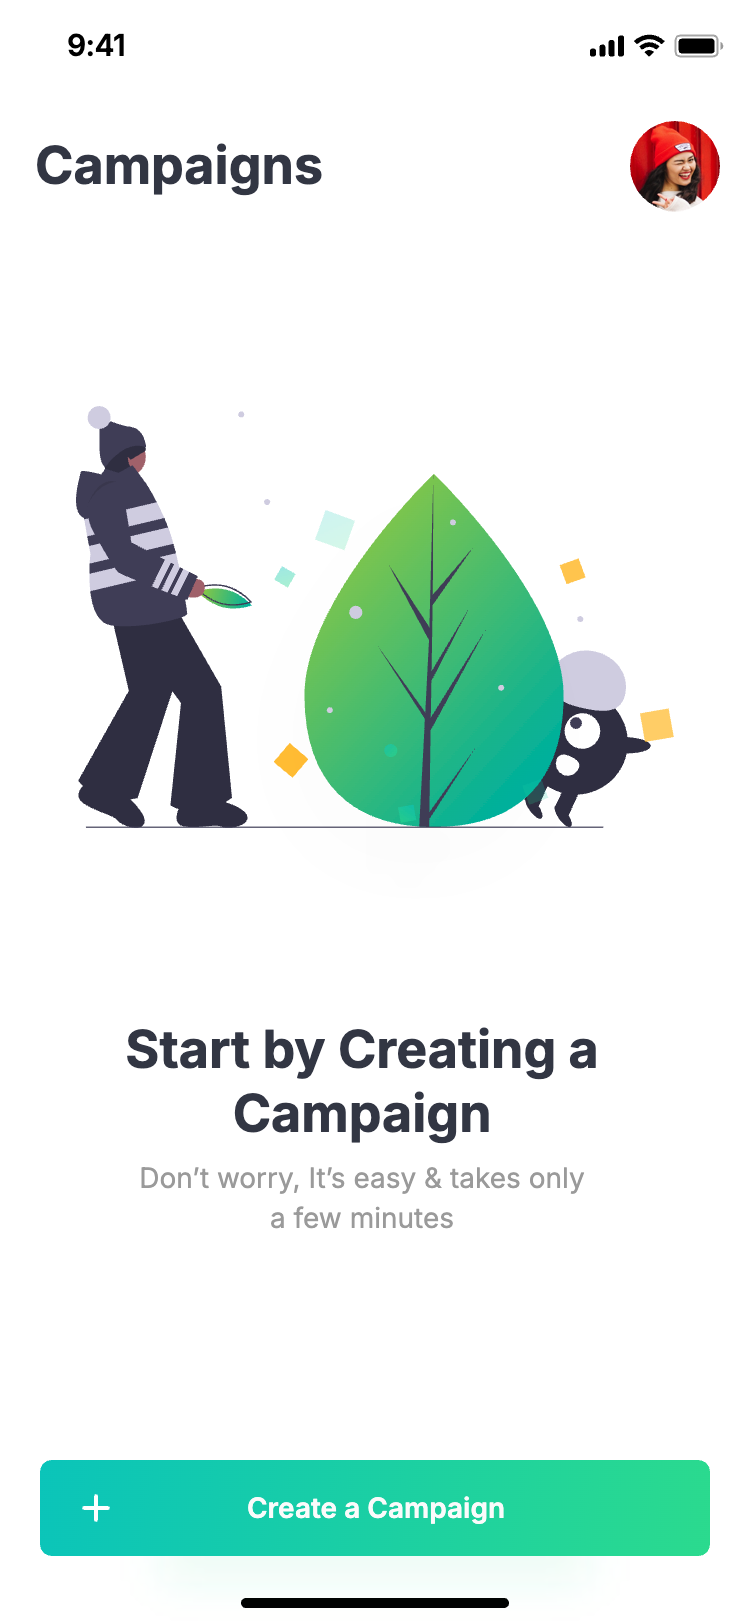 9:41
Campaigns
Start by Creating a
Campaign
Don’t worry, It’s easy & takes only
a few minutes
Create a Campaign